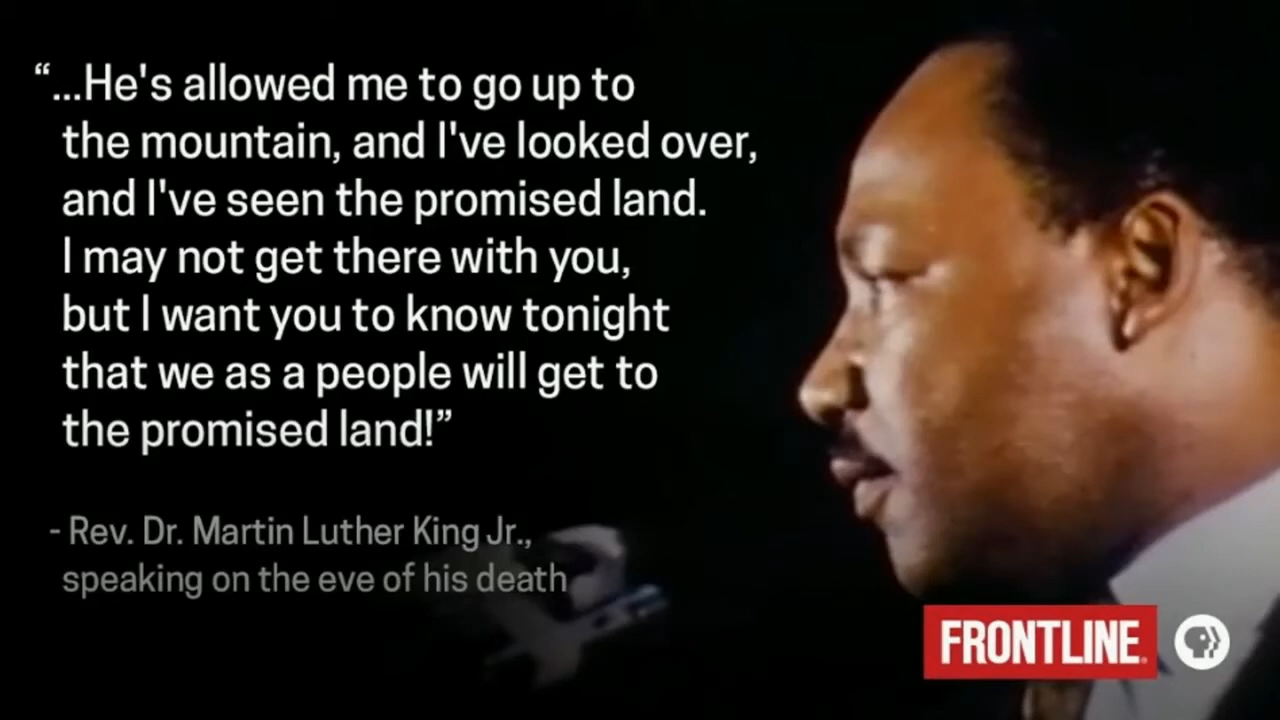 “...He's allowed me to go up to
the mountain, and I've looked over,
and I've seen the promised land.
I may not get there with you,
but I want you to know tonight
that we as a people will get to
the promised land!”
- Rev. Dr. Martin Luther King Jr.,
speaking on the eve of his death
FRONTLINE